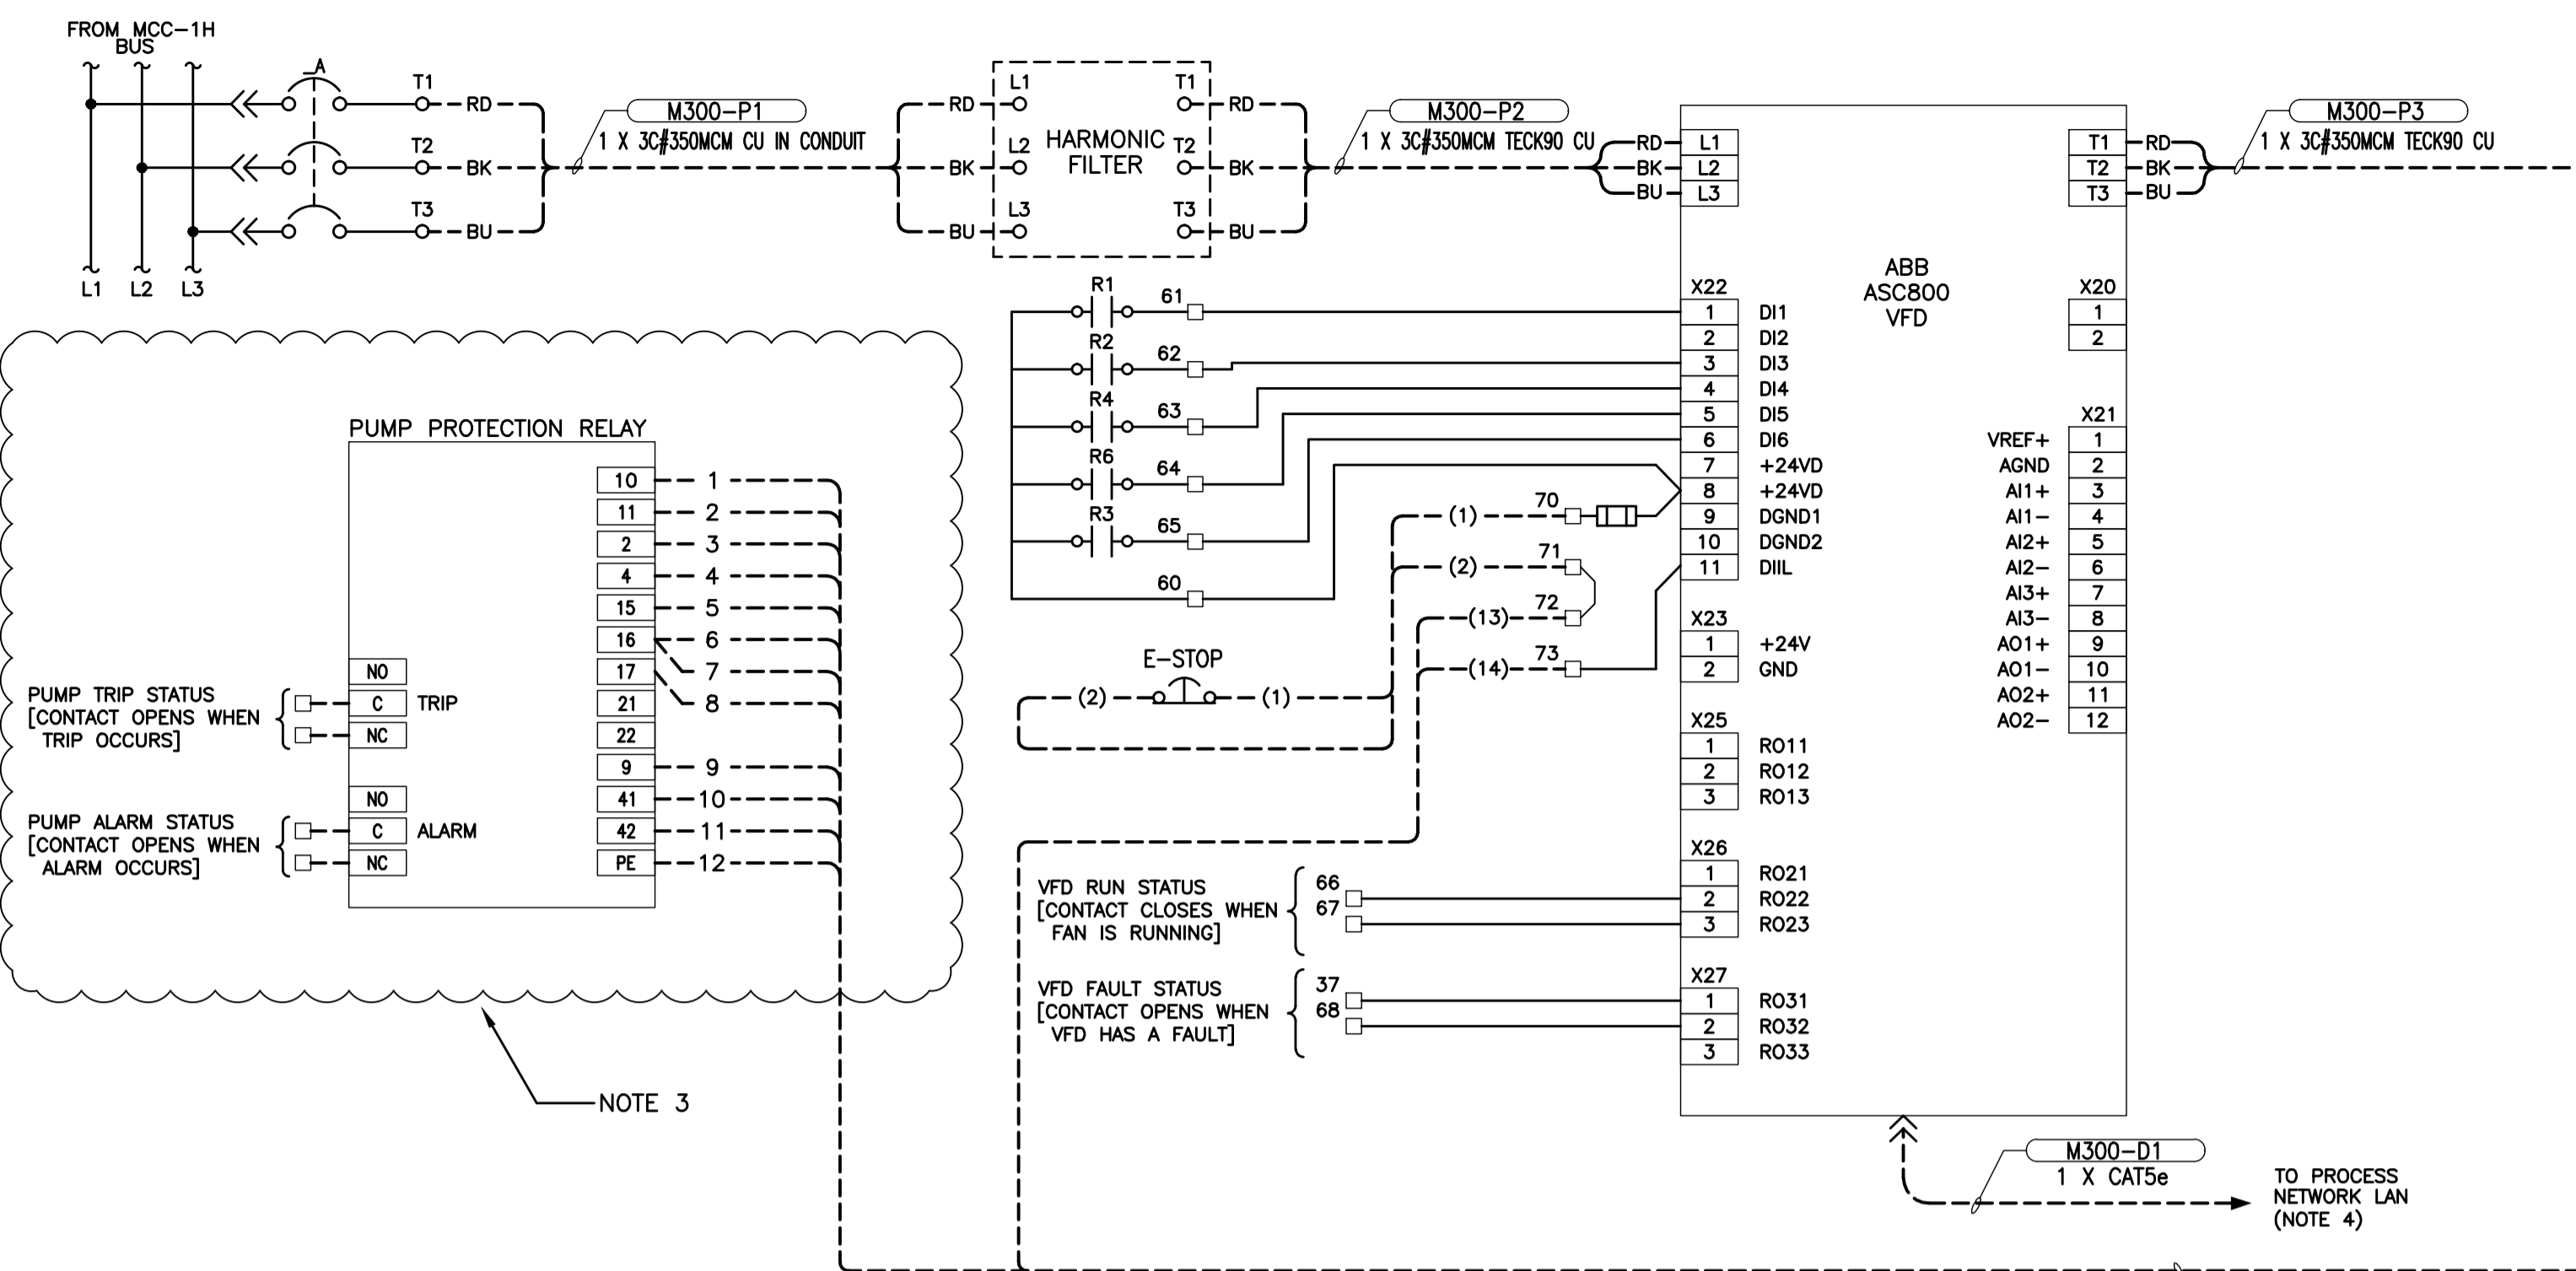 FROM MCC-1H
BUS
_A
T1
RD
T2
BK
T3
BU
L1
L2
L3
M300-P1
1 X 3C#350MCM CU IN CONDUIT
RD
BK
BU
L1
L2
L3
HARMONIC
FILTER
T1
T2
T3
RD
BK
BU
M300-P2
1 X 3C#350MCM TECK90 CU
RD
BK
BU
L1
L2
L3
T1
T2
T3
RD
BK
BU
M300-P3
1 X 3C#350MCM TECK90 CU
ABB
ASC800
VFD
X22
1 DI1
2 DI2
3 DI3
4 DI4
5 DI5
6 DI6
7 +24VD
8 +24VD
9 DGND1
10 DGND2
11 DIIL
X23
1 +24V
2 GND
X25
1 RO11
2 RO12
3 RO13
X26
1 RO21
2 RO22
3 RO23
X27
1 RO31
2 RO32
3 RO33
X20
1
2
X21
VREF+ 1
AGND 2
AI1+ 3
AI1- 4
AI2+ 5
AI2- 6
AI3+ 7
AI3- 8
AO1+ 9
AO1- 10
AO2+ 11
AO2- 12
R1 61
R2 62
R4 63
R6 64
R3 65
60
(1) 70
(2) 71
(13) 72
(14) 73
E-STOP
(2) (1)
VFD RUN STATUS
[CONTACT CLOSES WHEN
FAN IS RUNNING]
66
67
VFD FAULT STATUS
[CONTACT OPENS WHEN
VFD HAS A FAULT]
37
68
PUMP PROTECTION RELAY
10 1
11 2
2 3
4 4
15 5
16 6
17 7
21 8
22
9 9
41 10
42 11
PE 12
NO
C TRIP
NC
NO
C ALARM
NC
PUMP TRIP STATUS
[CONTACT OPENS WHEN
TRIP OCCURS]
PUMP ALARM STATUS
[CONTACT OPENS WHEN
ALARM OCCURS]
NOTE 3
M300-D1
1 X CAT5e
TO PROCESS
NETWORK LAN
(NOTE 4)